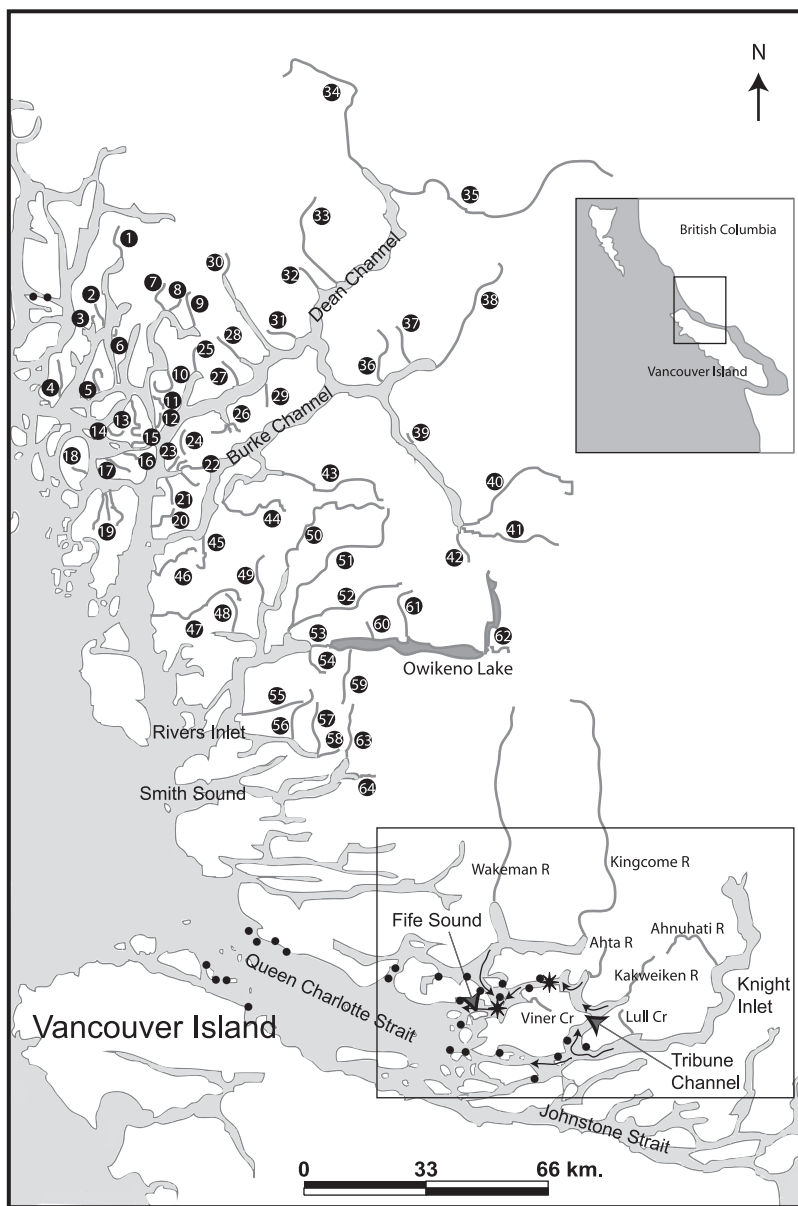 N
34
35
33
1
30
7
8
32
2
9
38
3
31
37
28
6
25
36
10
27
4
5
11
29
12
13
26
14
39
15
24
23
18
16
22
17
43
40
21
19
20
44
50
41
45
42
51
46
49
52
61
48
47
60
53
62
54
59
55
57
56
58
63
64
Dean Channel
Burke Channel
Owikeno Lake
Rivers Inlet
Smith Sound
British Columbia
Vancouver Island
Wakeman R
Kingcome R
Fife Sound
Ahta R
Ahnuhati R
Kakweiken R
Knight
Inlet
Viner Cr
Lull Cr
Tribune
Channel
Queen Charlotte Strait
Vancouver Island
Johnstone Strait
0 33 66 km.